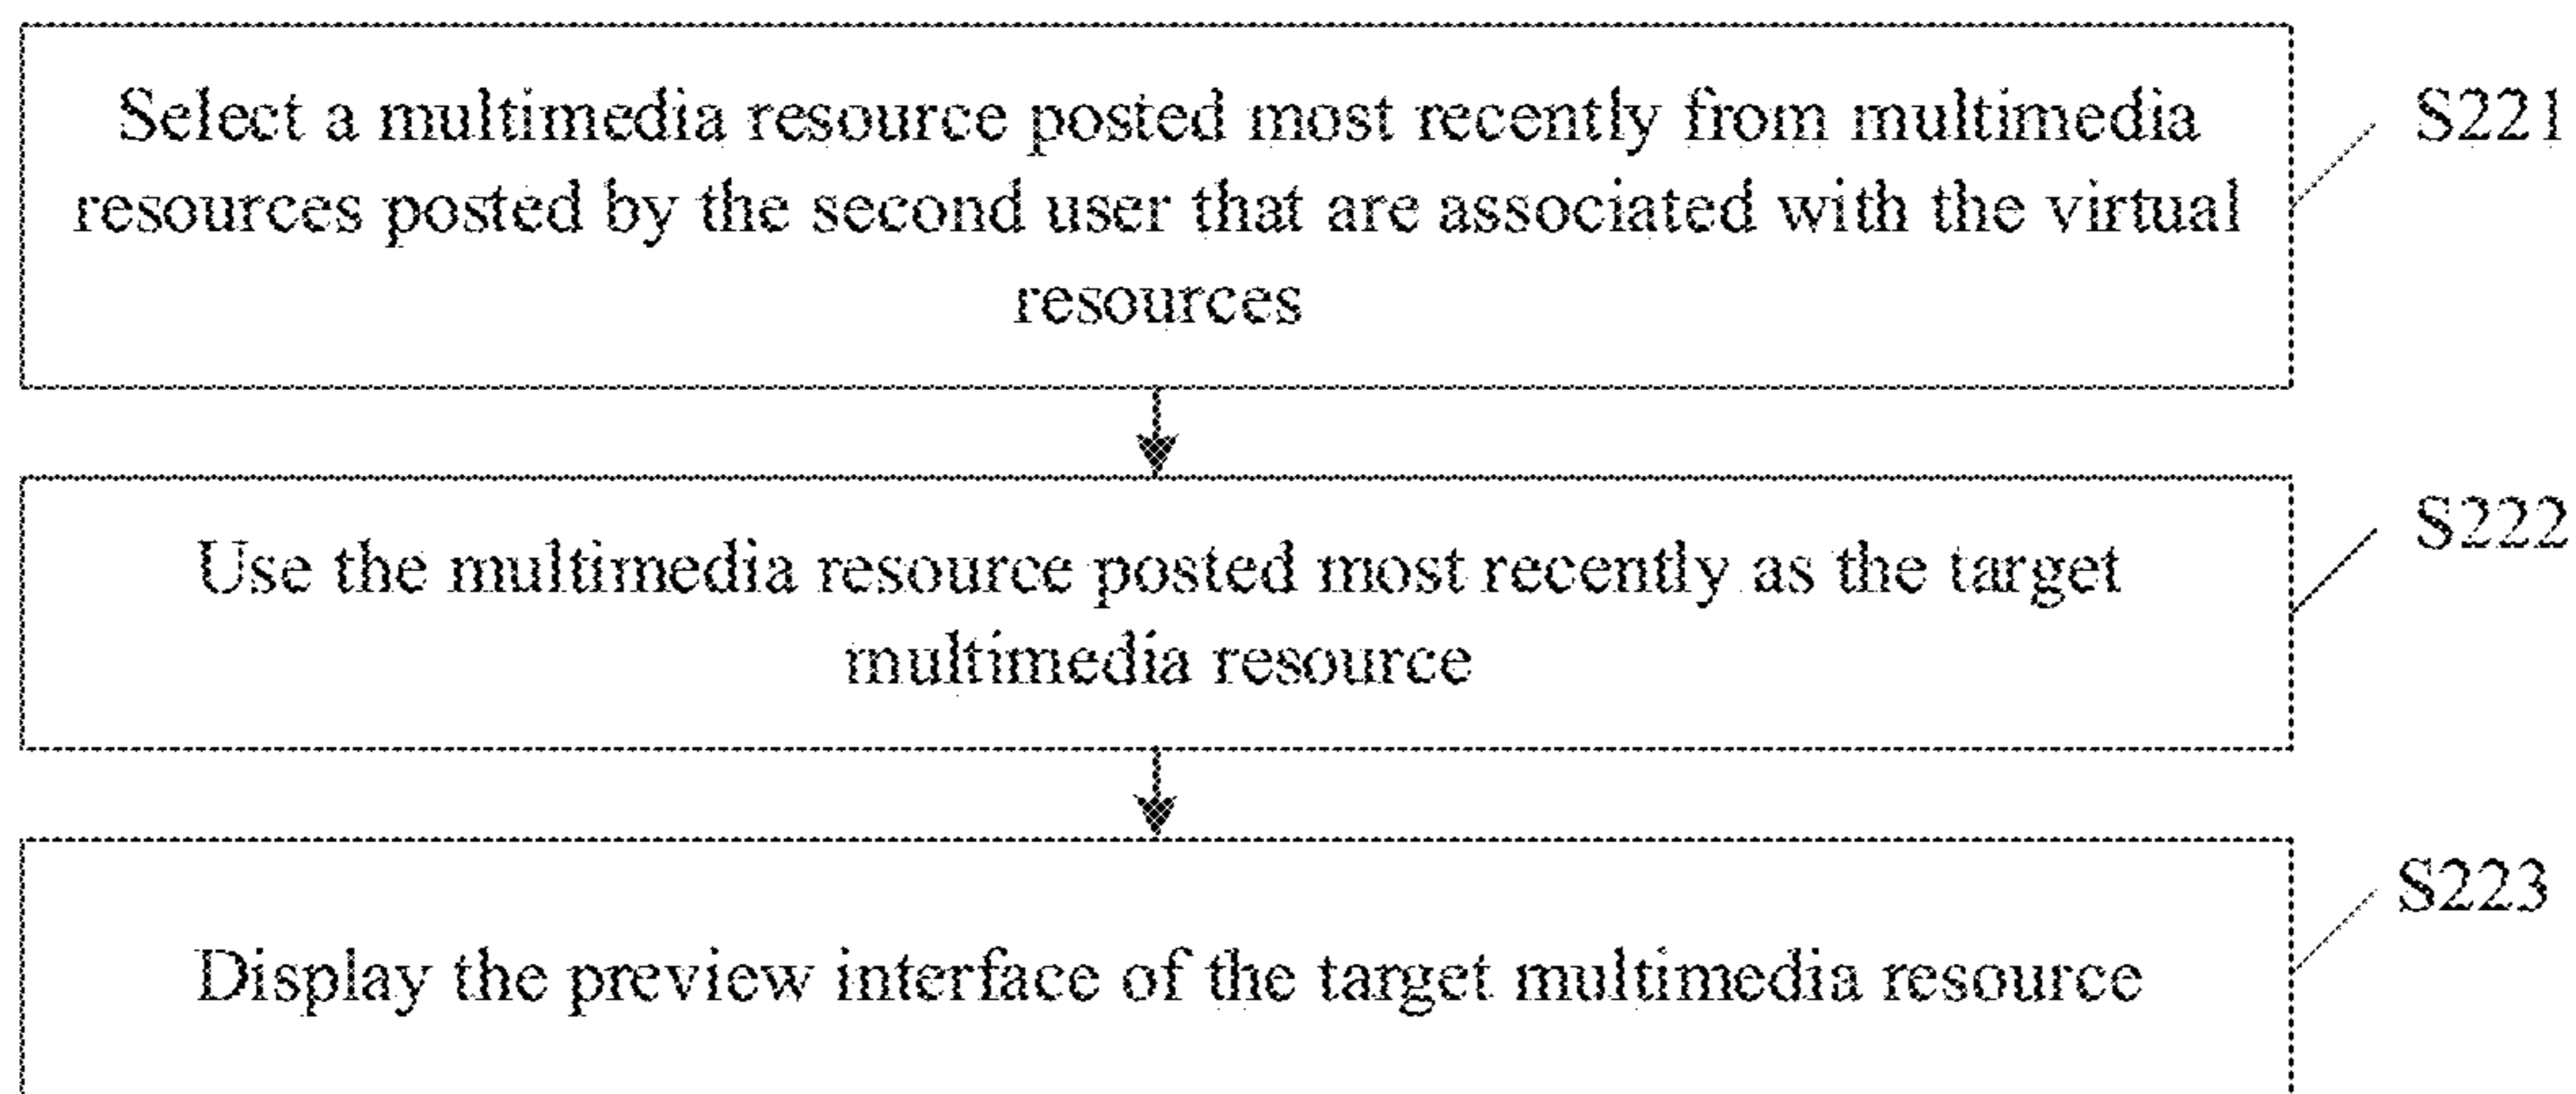 Select a multimedia resource posted most recently from multimedia
resources posted by the second user that are associated with the virtual
resources
S221
Use the multimedia resource posted most recently as the target
multimedia resource
S222
Display the preview interface of the target multimedia resource
S223